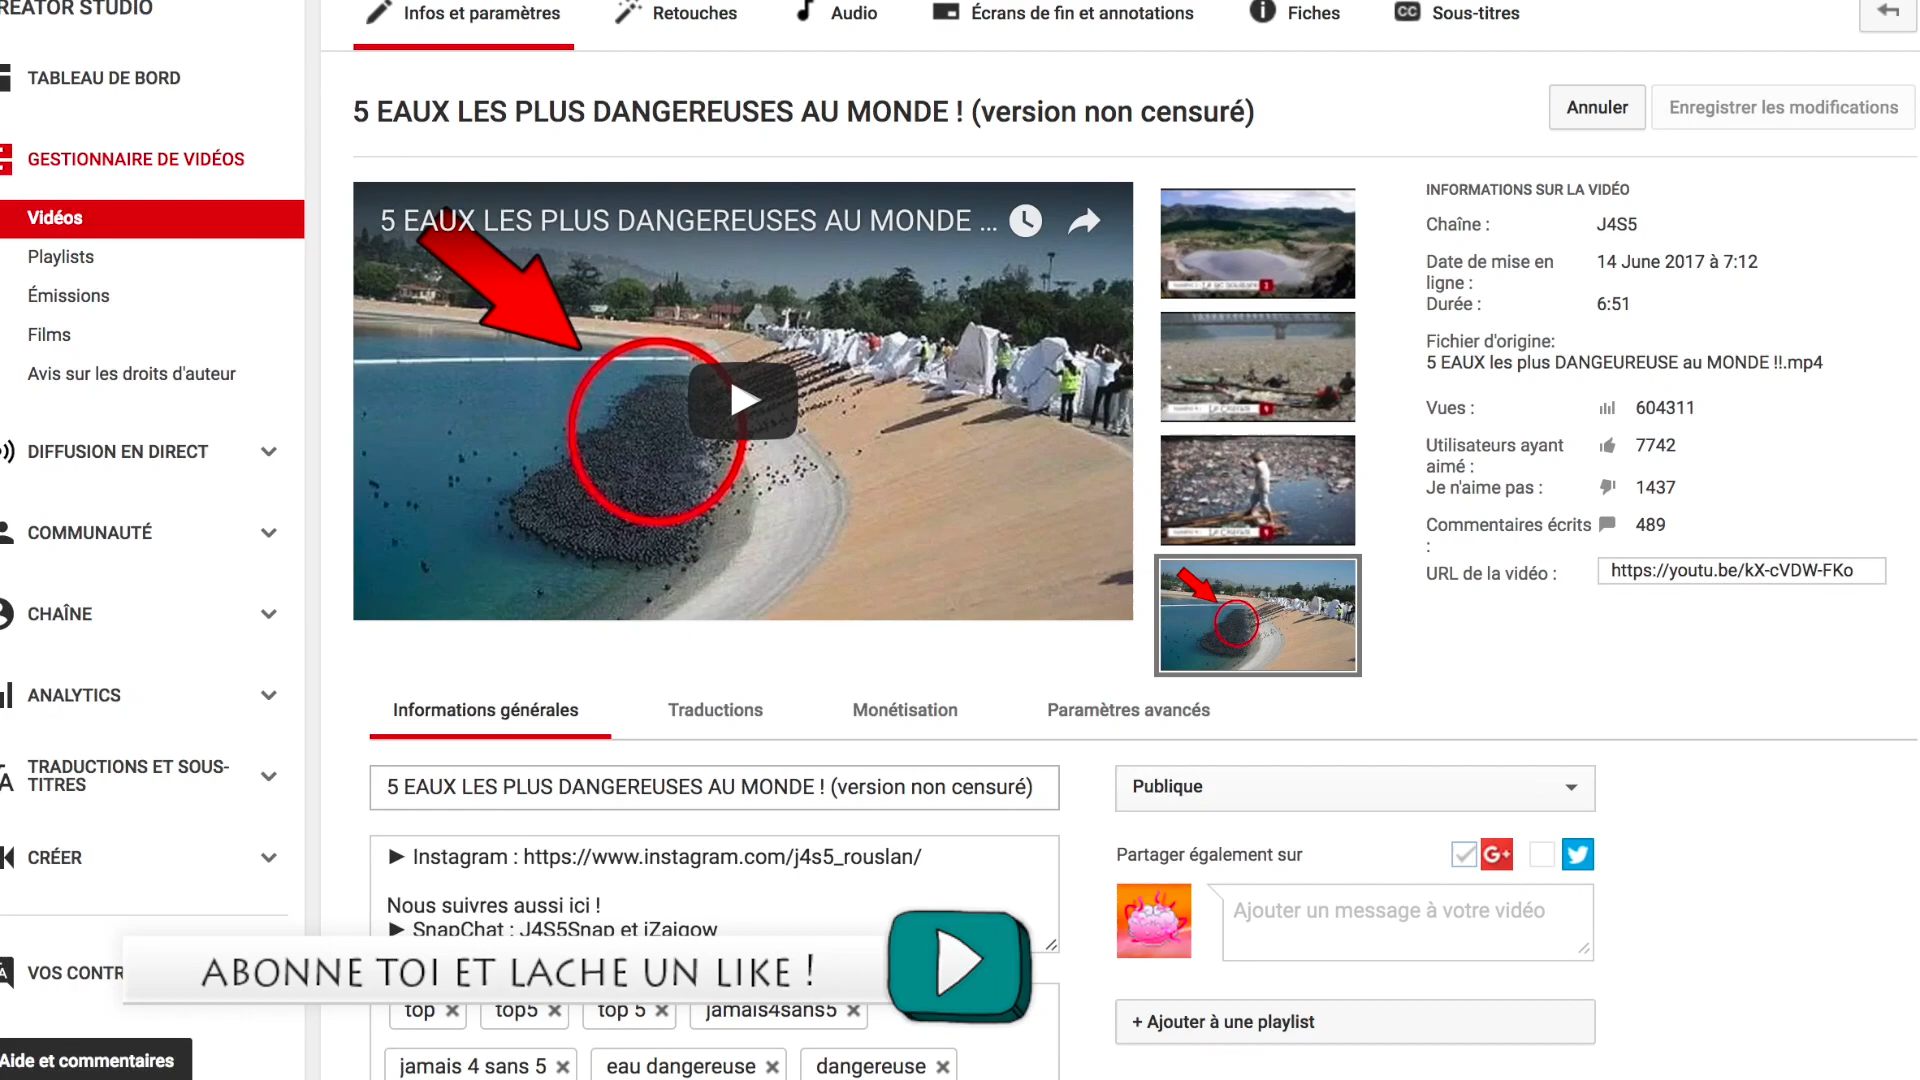 REATOR STUDIO
Infos et paramètres
Retouches
Audio
Écrans de fin et annotations
Fiches
CC Sous-titres
TABLEAU DE BORD
GESTIONNAIRE DE VIDÉOS
Vidéos
Playlists
Émissions
Films
Avis sur les droits d'auteur
DIFFUSION EN DIRECT
COMMUNAUTÉ
CHAÎNE
ANALYTICS
TRADUCTIONS ET SOUS-
TITRES
CRÉER
VOS CONTR
Aide et commentaires
5 EAUX LES PLUS DANGEREUSES AU MONDE ! (version non censuré)
Annuler
Enregistrer les modifications
5 EAUX LES PLUS DANGEREUSES AU MONDE ...
INFORMATIONS SUR LA VIDÉO
Chaîne : J4S5
Date de mise en
ligne :
14 June 2017 à 7:12
Durée : 6:51
Fichier d'origine:
5 EAUX les plus DANGEUREUSE au MONDE !!.mp4
Vues : 604311
Utilisateurs ayant
aimé :
7742
Je n'aime pas : 1437
Commentaires écrits
:
489
URL de la vidéo : https://youtu.be/kX-cVDW-FKo
Informations générales
Traductions
Monétisation
Paramètres avancés
5 EAUX LES PLUS DANGEREUSES AU MONDE ! (version non censuré)
► Instagram : https://www.instagram.com/j4s5_rouslan/
Nous suivres aussi ici !
► SnapChat : J4S5Snap et iZaigow
ABONNE TOI ET LACHE UN LIKE !
top ×
top5 ×
top 5 ×
jamais4sans5 ×
jamais 4 sans 5 ×
eau dangereuse ×
dangereuse ×
Publique
Partager également sur
G+
Ajouter un message à votre vidéo
+ Ajouter à une playlist